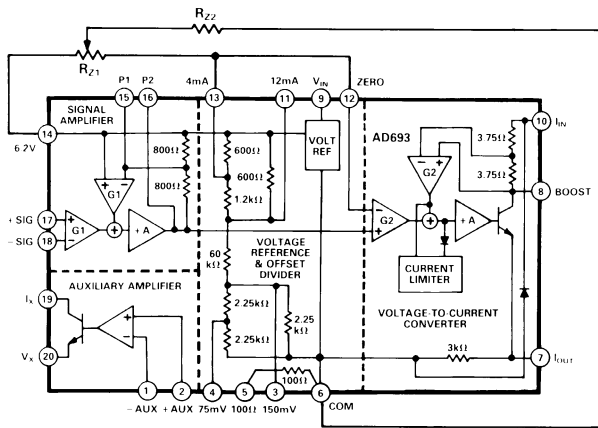 RZ2
RZ1
P1 P2 4mA 12mA VIN ZERO
15 16 13 11 9 12
SIGNAL AMPLIFIER
14
6.2V
800Ω
800Ω
G1
+ SIG 17
− SIG 18
G1
+
+ A
600Ω
600Ω
1.2kΩ
VOLT REF
60 kΩ
VOLTAGE REFERENCE & OFFSET DIVIDER
2.25kΩ
2.25kΩ
2.25 kΩ
100Ω
AD693
10 IIN
3.75Ω
3.75Ω
G2
8 BOOST
G2
+
+ A
CURRENT LIMITER
VOLTAGE-TO-CURRENT CONVERTER
3kΩ
7 IOUT
AUXILIARY AMPLIFIER
IX 19
VX 20
1 2 4 5 3 6
− AUX + AUX 75mV 100Ω 150mV COM